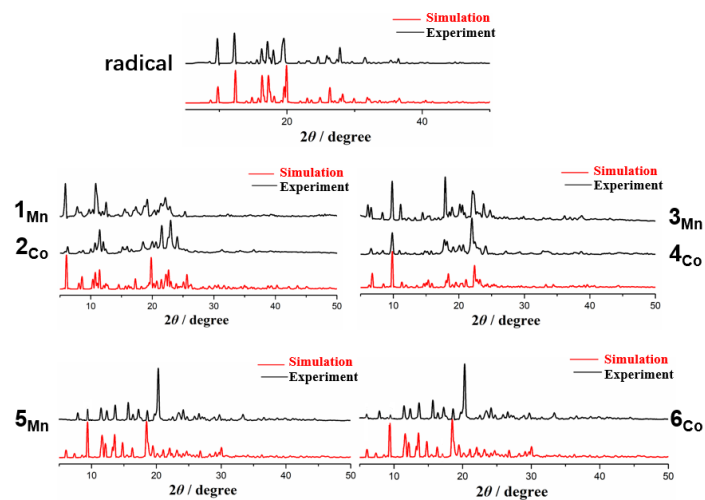 Simulation
Experiment
radical
20 40
2θ / degree
Simulation
Experiment
1Mn
2Co
10 20 30 40 50
2θ / degree
Simulation
Experiment
3Mn
4Co
10 20 30 40 50
2θ / degree
Simulation
Experiment
5Mn
10 20 30 40 50
2θ / degree
Simulation
Experiment
6Co
10 20 30 40 50
2θ / degree